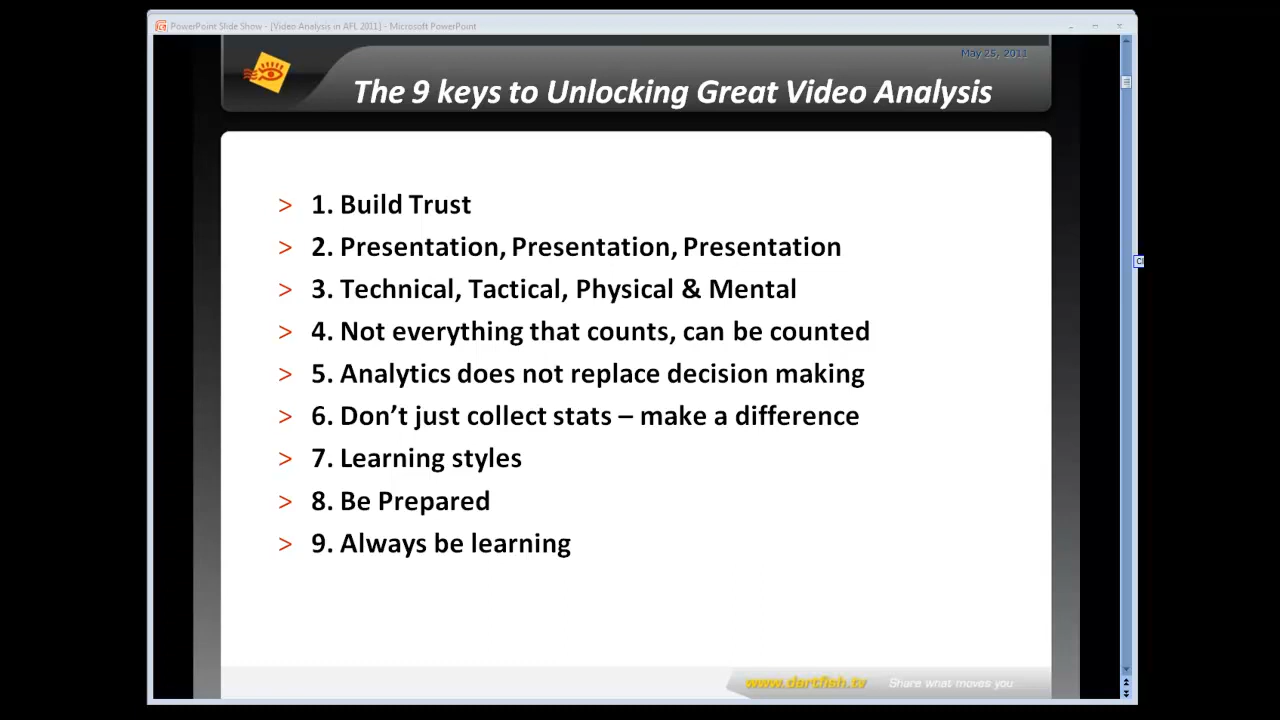 PowerPoint Slide Show - [Video Analysis in AFL 2011] - Microsoft PowerPoint
May 25, 2011
The 9 keys to Unlocking Great Video Analysis
> 1. Build Trust
> 2. Presentation, Presentation, Presentation
> 3. Technical, Tactical, Physical & Mental
> 4. Not everything that counts, can be counted
> 5. Analytics does not replace decision making
> 6. Don’t just collect stats – make a difference
> 7. Learning styles
> 8. Be Prepared
> 9. Always be learning
www.dartfish.tv Share what moves you